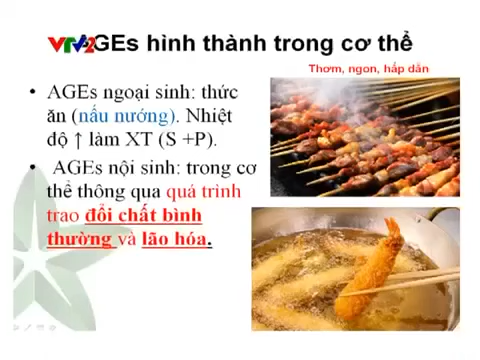 VTV2 GEs hình thành trong cơ thể
Thơm, ngon, hấp dẫn
• AGEs ngoại sinh: thức
ăn (nấu nướng). Nhiệt
độ ↑ làm XT (S +P).
• AGEs nội sinh: trong cơ
thể thông qua quá trình
trao đổi chất bình
thường và lão hóa.